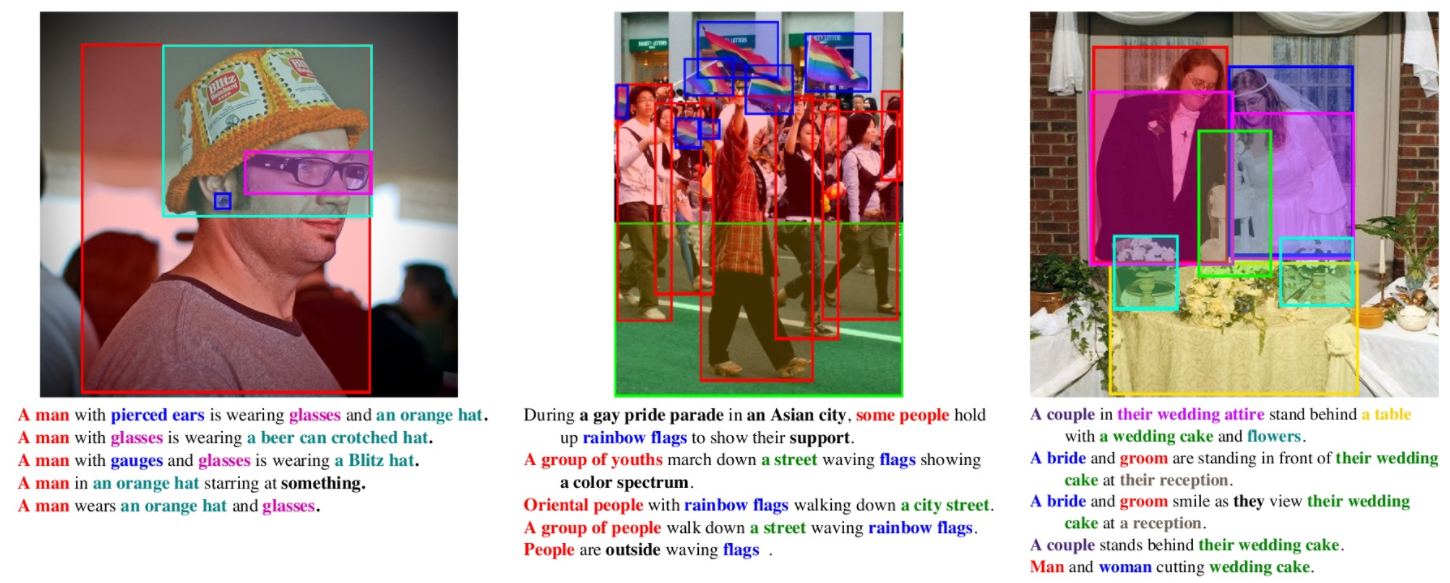 Blitz
A man with pierced ears is wearing glasses and an orange hat.
A man with glasses is wearing a beer can crotched hat.
A man with gauges and glasses is wearing a Blitz hat.
A man in an orange hat starring at something.
A man wears an orange hat and glasses.
During a gay pride parade in an Asian city, some people hold
up rainbow flags to show their support.
A group of youths march down a street waving flags showing
a color spectrum.
Oriental people with rainbow flags walking down a city street.
A group of people walk down a street waving rainbow flags.
People are outside waving flags .
A couple in their wedding attire stand behind a table
with a wedding cake and flowers.
A bride and groom are standing in front of their wedding
cake at their reception.
A bride and groom smile as they view their wedding
cake at a reception.
A couple stands behind their wedding cake.
Man and woman cutting wedding cake.